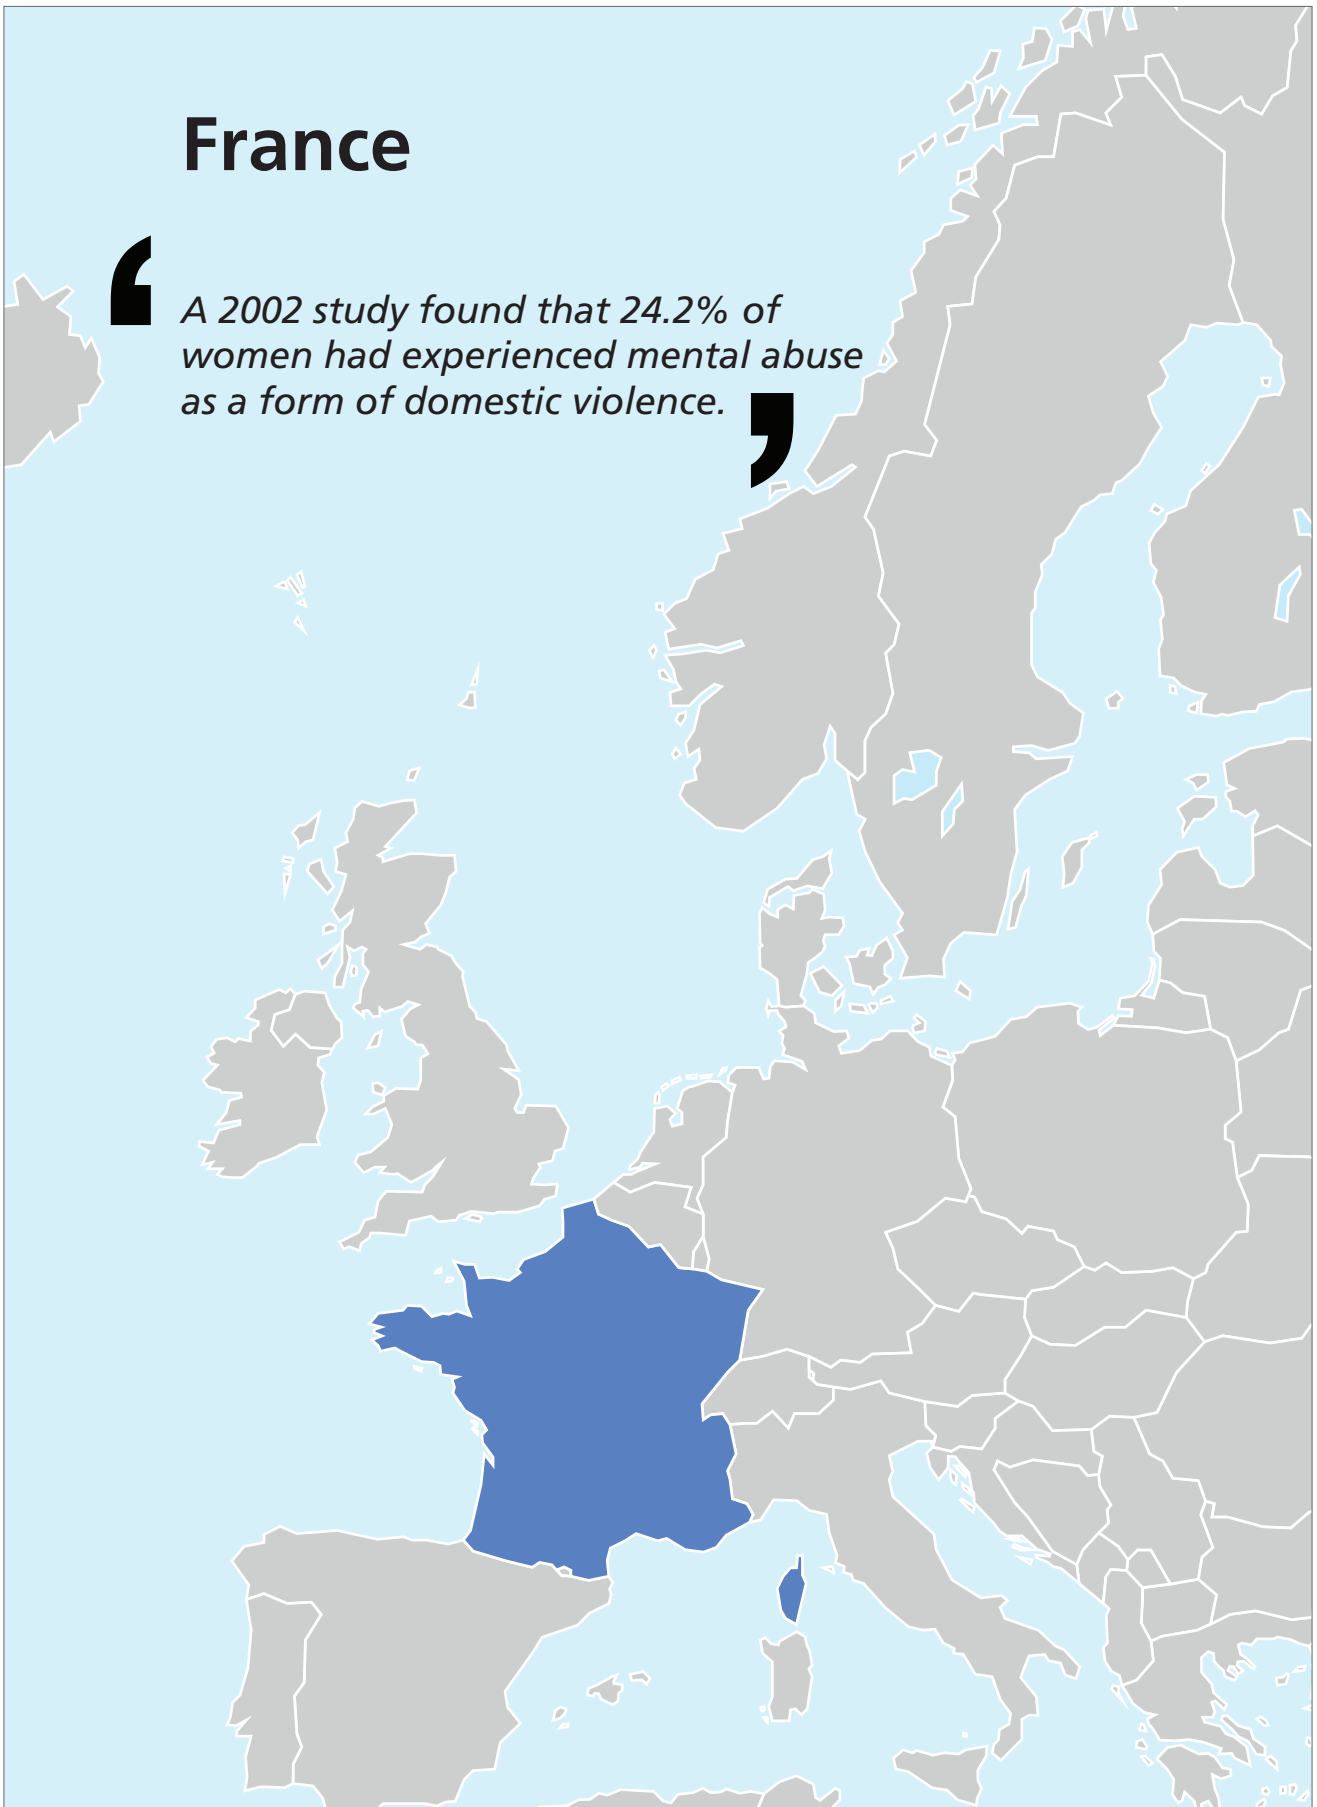 France
‘
A 2002 study found that 24.2% of
women had experienced mental abuse
as a form of domestic violence. ’